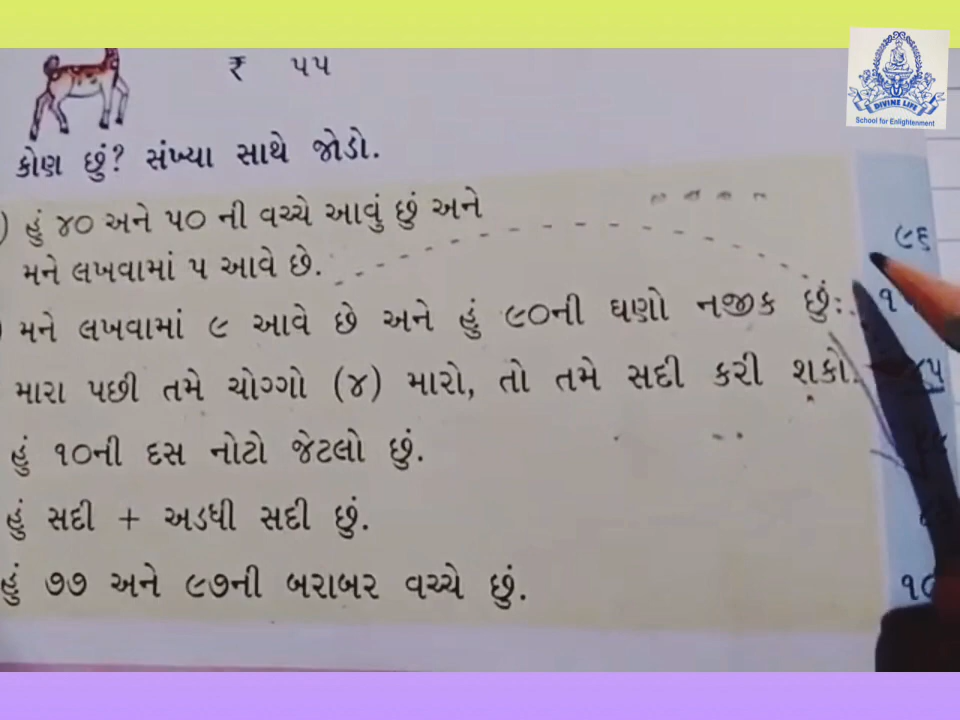 ₹ ૫૫
DIVINE LIFE
School for Enlightenment
કોણ છું? સંખ્યા સાથે જોડો.
) હું ૪૦ અને ૫૦ ની વચ્ચે આવું છું અને
૯૬
મને લખવામાં ૫ આવે છે.
મને લખવામાં ૯ આવે છે અને હું ૯૦ની ઘણો નજીક છું.
મારા પછી તમે ચોગ્ગો (૪) મારો, તો તમે સદી કરી શકો.
હું ૧૦ની દસ નોટો જેટલો છું.
હું સદી + અડધી સદી છું.
હું ૭૭ અને ૯૭ની બરાબર વચ્ચે છું.